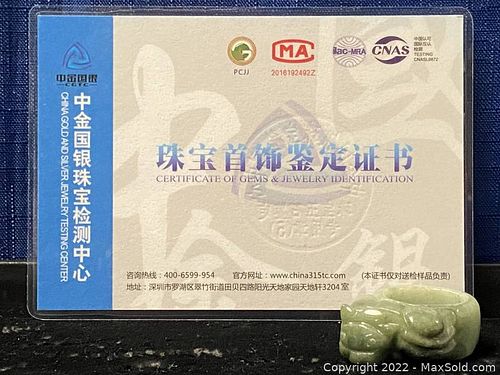 中金国银
CGTC
中金国银珠宝检测中心
CHINA GOLD AND SILVER JEWELRY TESTING CENTER
PCJJ
MA
2016192492Z
ilac-MRA
CNAS
中国认可
国际互认
检测
TESTING
CNASL9872
珠宝首饰鉴定证书
CERTIFICATE OF GEMS & JEWELRY IDENTIFICATION
咨询热线：400-6599-954 官方网址：www.china315tc.com (本证书仅对送检样品负责)
地址：深圳市罗湖区翠竹街道田贝四路阳光天地家园天地轩3204室
Copyright 2022 - MaxSold.com